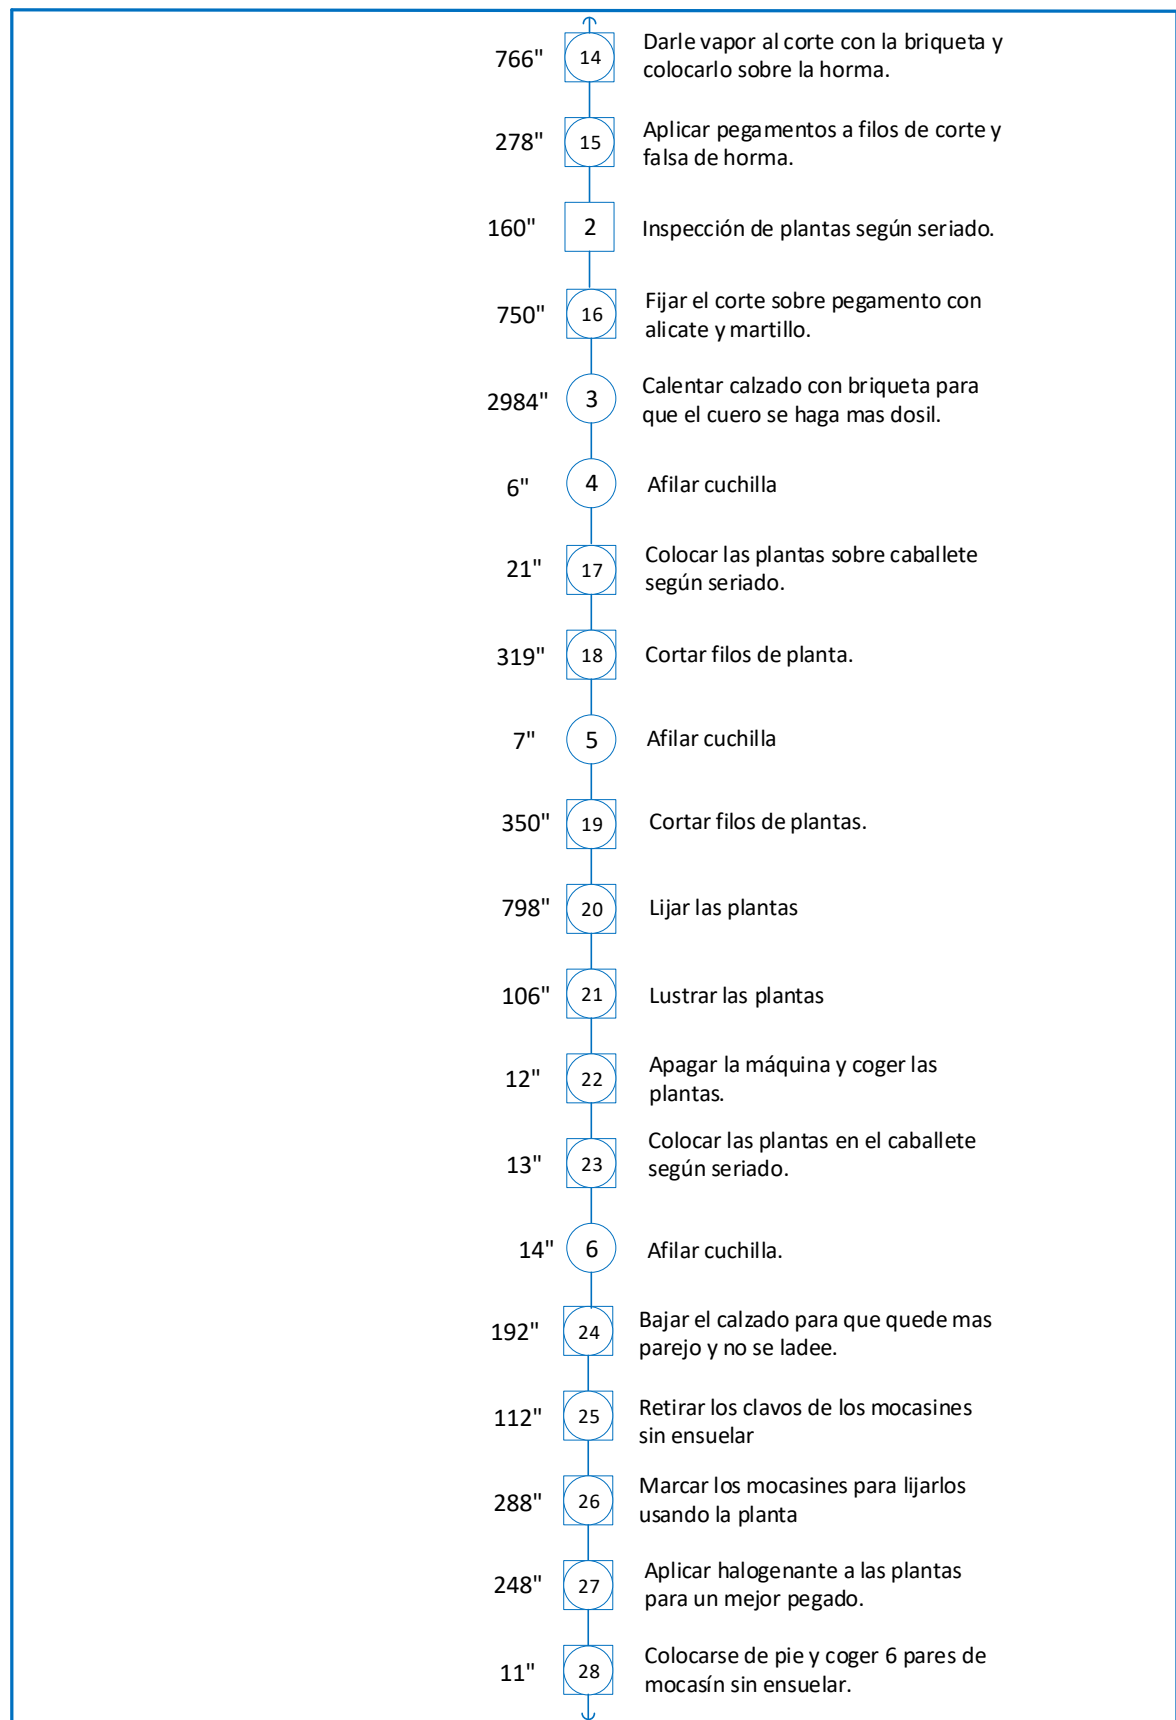 766" 14 Darle vapor al corte con la briqueta y
colocarlo sobre la horma.
278" 15 Aplicar pegamentos a filos de corte y
falsa de horma.
160" 2 Inspección de plantas según seriado.
750" 16 Fijar el corte sobre pegamento con
alicate y martillo.
2984" 3 Calentar calzado con briqueta para
que el cuero se haga mas dosil.
6" 4 Afilar cuchilla
21" 17 Colocar las plantas sobre caballete
según seriado.
319" 18 Cortar filos de planta.
7" 5 Afilar cuchilla
350" 19 Cortar filos de plantas.
798" 20 Lijar las plantas
106" 21 Lustrar las plantas
12" 22 Apagar la máquina y coger las
plantas.
13" 23 Colocar las plantas en el caballete
según seriado.
14" 6 Afilar cuchilla.
192" 24 Bajar el calzado para que quede mas
parejo y no se ladee.
112" 25 Retirar los clavos de los mocasines
sin ensuelar
288" 26 Marcar los mocasines para lijarlos
usando la planta
248" 27 Aplicar halogenante a las plantas
para un mejor pegado.
11" 28 Colocarse de pie y coger 6 pares de
mocasín sin ensuelar.